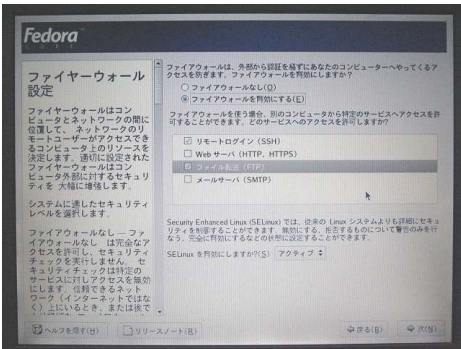 Fedora
CORE
ファイヤーウォール
設定
ファイヤーウォールはコン
ピュータとネットワークの間に
位置して、 ネットワークのリ
モートユーザーがアクセスでき
るコンピュータ上のリソースを
決定します。 適切に設定された
ファイヤーウォールはコン
ピュータ外部に対するセキュリ
ティを 大幅に増強します。
システムに適したセキュリティ
レベルを選択します。
ファイアウォールなし — ファ
イアウォールなし は完全なア
クセスを許可し、セキュリティ
チェックを実行しません。 セ
キュリティチェックは特定の
サービスに対しアクセスを無効
にします。信頼できるネット
ワーク (インターネットではな
く) 上にいるとき、または後で
ファイアウォールは、外部から認証を経ずにあなたのコンピューターへやってくるア
クセスを防ぎます。ファイアウォールを有効にしますか?
ファイアウォールなし(O)
ファイアウォールを有効にする(E)
ファイアウォールを使う場合、別のコンピュータから特定のサービスへアクセスを許
可することができます。どのサービスへのアクセスを許可しますか?
リモートログイン (SSH)
Web サーバ (HTTP, HTTPS)
ファイル転送 (FTP)
メールサーバ (SMTP)
Security Enhanced Linux (SELinux) では、従来の Linux システムよりも詳細にセキュ
リティを制御することができます。無効にする、拒否するものについて警告のみを行
なう、完全に有効にするなどの状態に設定することができます。
SELinux を有効にしますか?(S) アクティブ
ヘルプを隠す(H)
リリースノート(R)
戻る(B)
次(N)